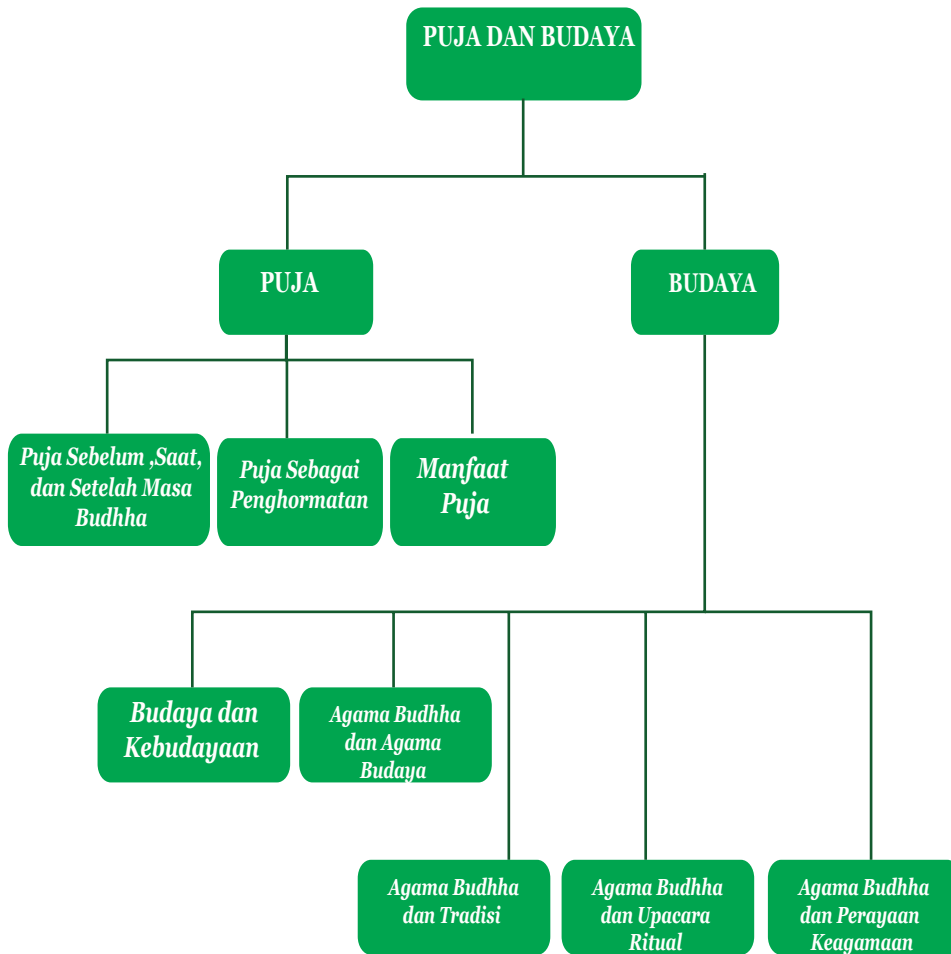 PUJA DAN BUDAYA
PUJA
BUDAYA
Puja Sebelum ,Saat,
dan Setelah Masa
Budhha
Puja Sebagai
Penghormatan
Manfaat
Puja
Budaya dan
Kebudayaan
Agama Budhha
dan Agama
Budaya
Agama Budhha
dan Tradisi
Agama Budhha
dan Upacara
Ritual
Agama Budhha
dan Perayaan
Keagamaan